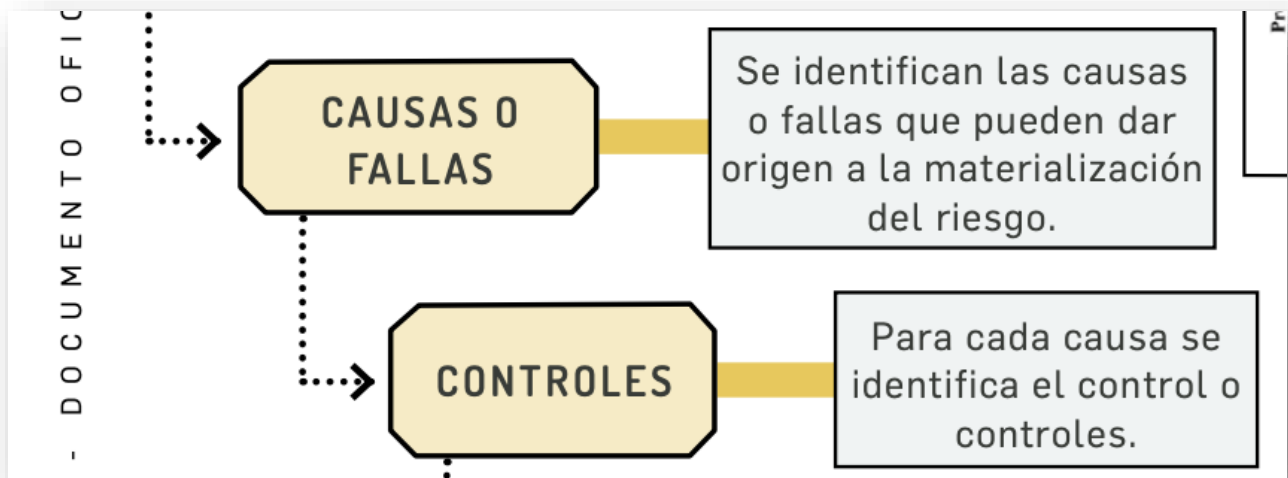 CAUSAS O
FALLAS
Se identifican las causas
o fallas que pueden dar
origen a la materialización
del riesgo.
CONTROLES
Para cada causa se
identifica el control o
controles.
- DOCUMENTO